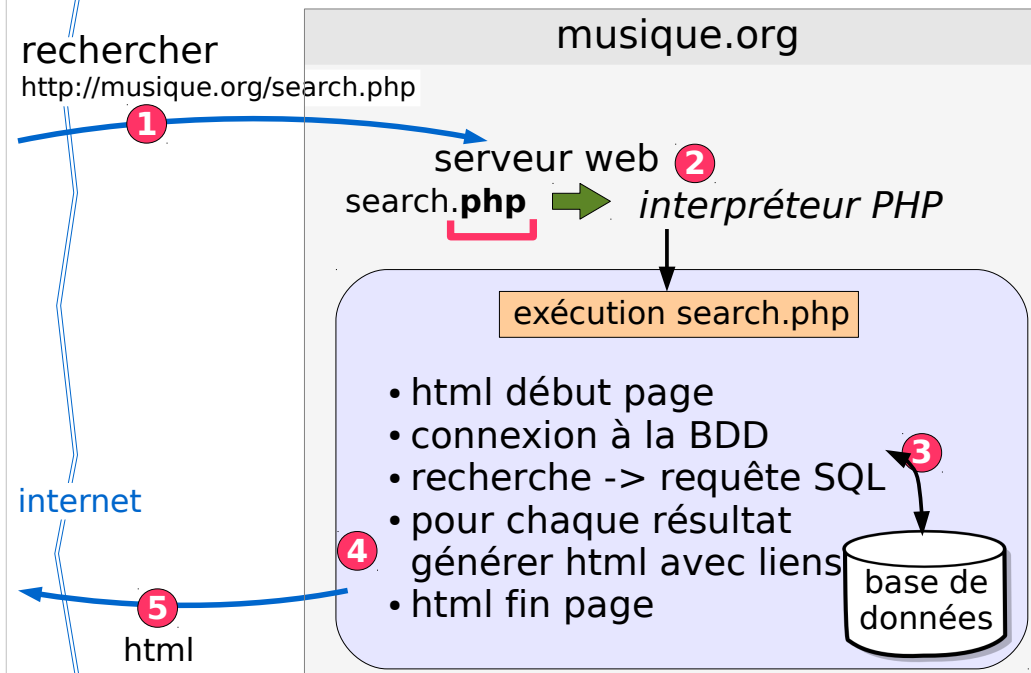 musique.org
rechercher
http://musique.org/search.php
1
serveur web 2
search.php
interpréteur PHP
exécution search.php
• html début page
• connexion à la BDD
3
• recherche -> requête SQL
internet
• pour chaque résultat
4
générer html avec liens
base de
données
• html fin page
5
html